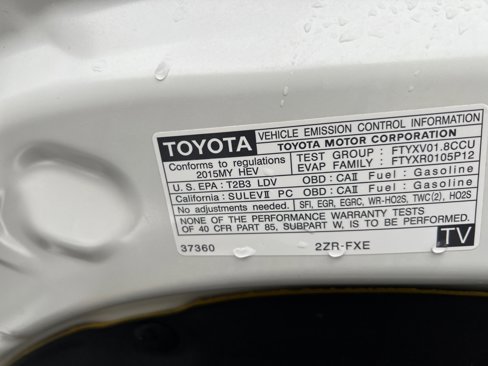 TOYOTA
VEHICLE EMISSION CONTROL INFORMATION
TOYOTA MOTOR CORPORATION
Conforms to regulations
2015MY HEV
TEST GROUP : FTYXV01.8CCU
EVAP FAMILY : FTYXR0105P12
U.S. EPA : T2B3 LDV OBD : CAII Fuel : Gasoline
California : SULEVII PC OBD : CAII Fuel : Gasoline
No adjustments needed. SFI, EGR, EGRC, WR-HO2S, TWC(2), HO2S
NONE OF THE PERFORMANCE WARRANTY TESTS
OF 40 CFR PART 85, SUBPART W, IS TO BE USED.
37360 2ZR-FXE TV